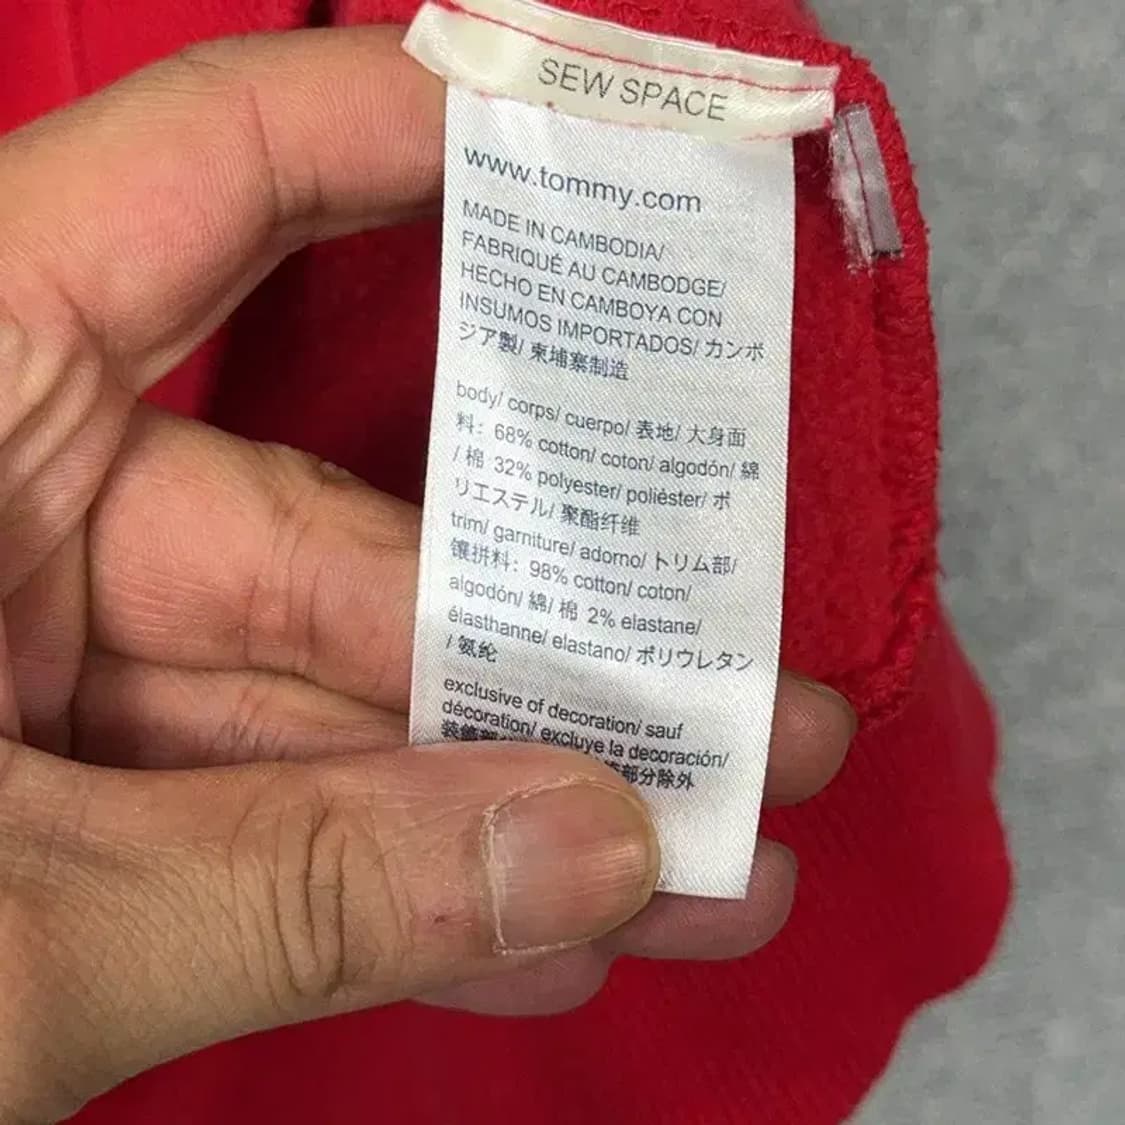 SEW SPACE
www.tommy.com
MADE IN CAMBODIA/
FABRIQUÉ AU CAMBODGE/
HECHO EN CAMBOYA CON
INSUMOS IMPORTADOS/ カンボ
ジア製/ 柬埔寨制造
body/ corps/ cuerpo/ 表地/ 大身面
料: 68% cotton/ coton/ algodón/ 綿
/ 棉 32% polyester/ poliéster/ ポ
リエステル/ 聚酯纤维
trim/ garniture/ adorno/ トリム部/
镶拼料: 98% cotton/ coton/
algodón/ 綿/ 棉 2% elastane/
élasthanne/ elastano/ ポリウレタン
/ 氨纶
exclusive of decoration/ sauf
décoration/ excluye la decoración/
装飾部 部分除外